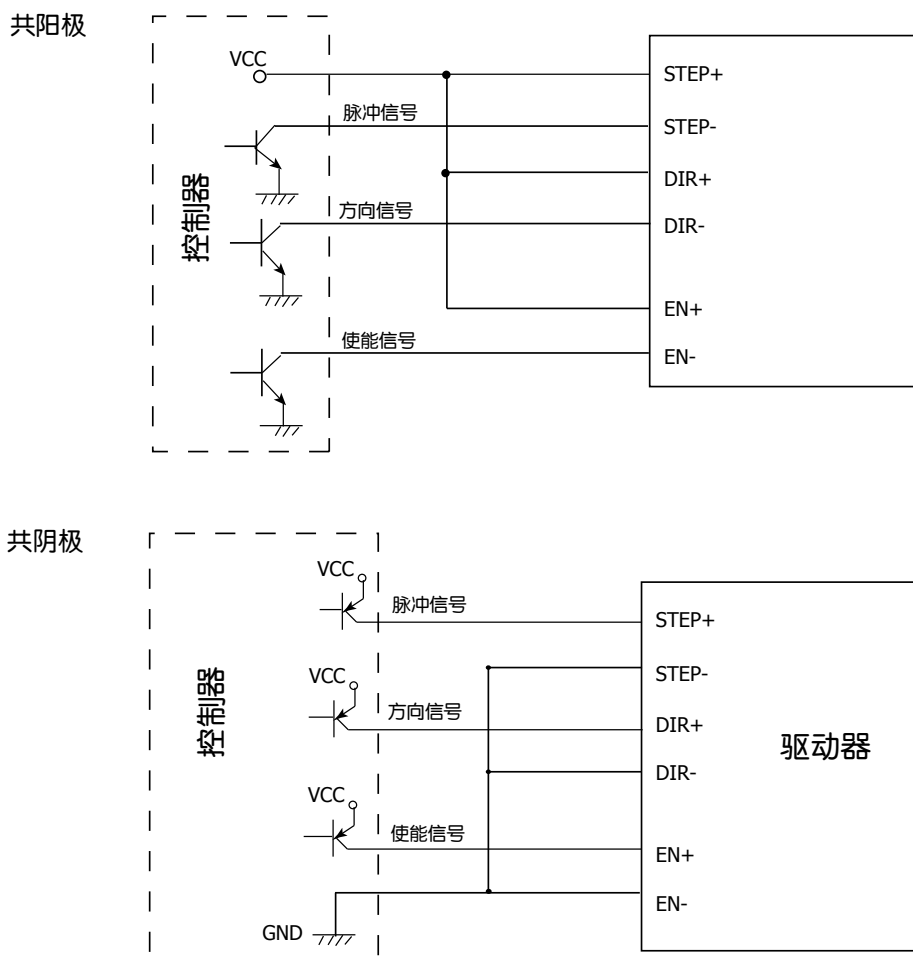 共阳极
VCC
STEP+
脉冲信号
STEP-
DIR+
控制器
方向信号
DIR-
EN+
使能信号
EN-
共阴极
VCC
脉冲信号
STEP+
VCC
STEP-
控制器
方向信号
DIR+
驱动器
DIR-
VCC
使能信号
EN+
EN-
GND